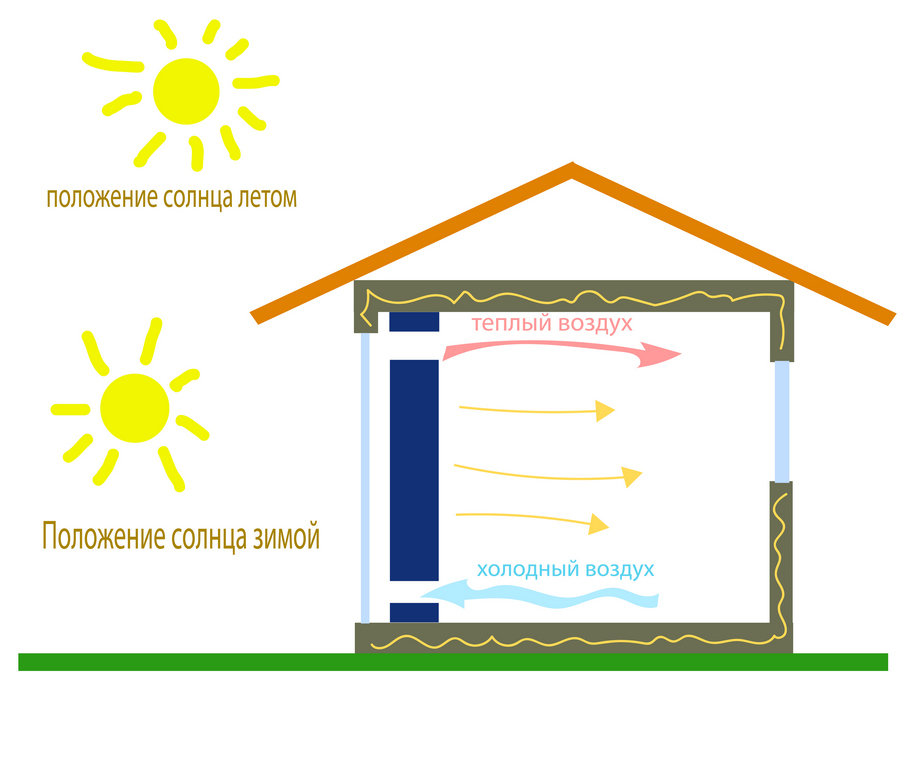 положение солнца летом
теплый воздух
Положение солнца зимой
холодный воздух